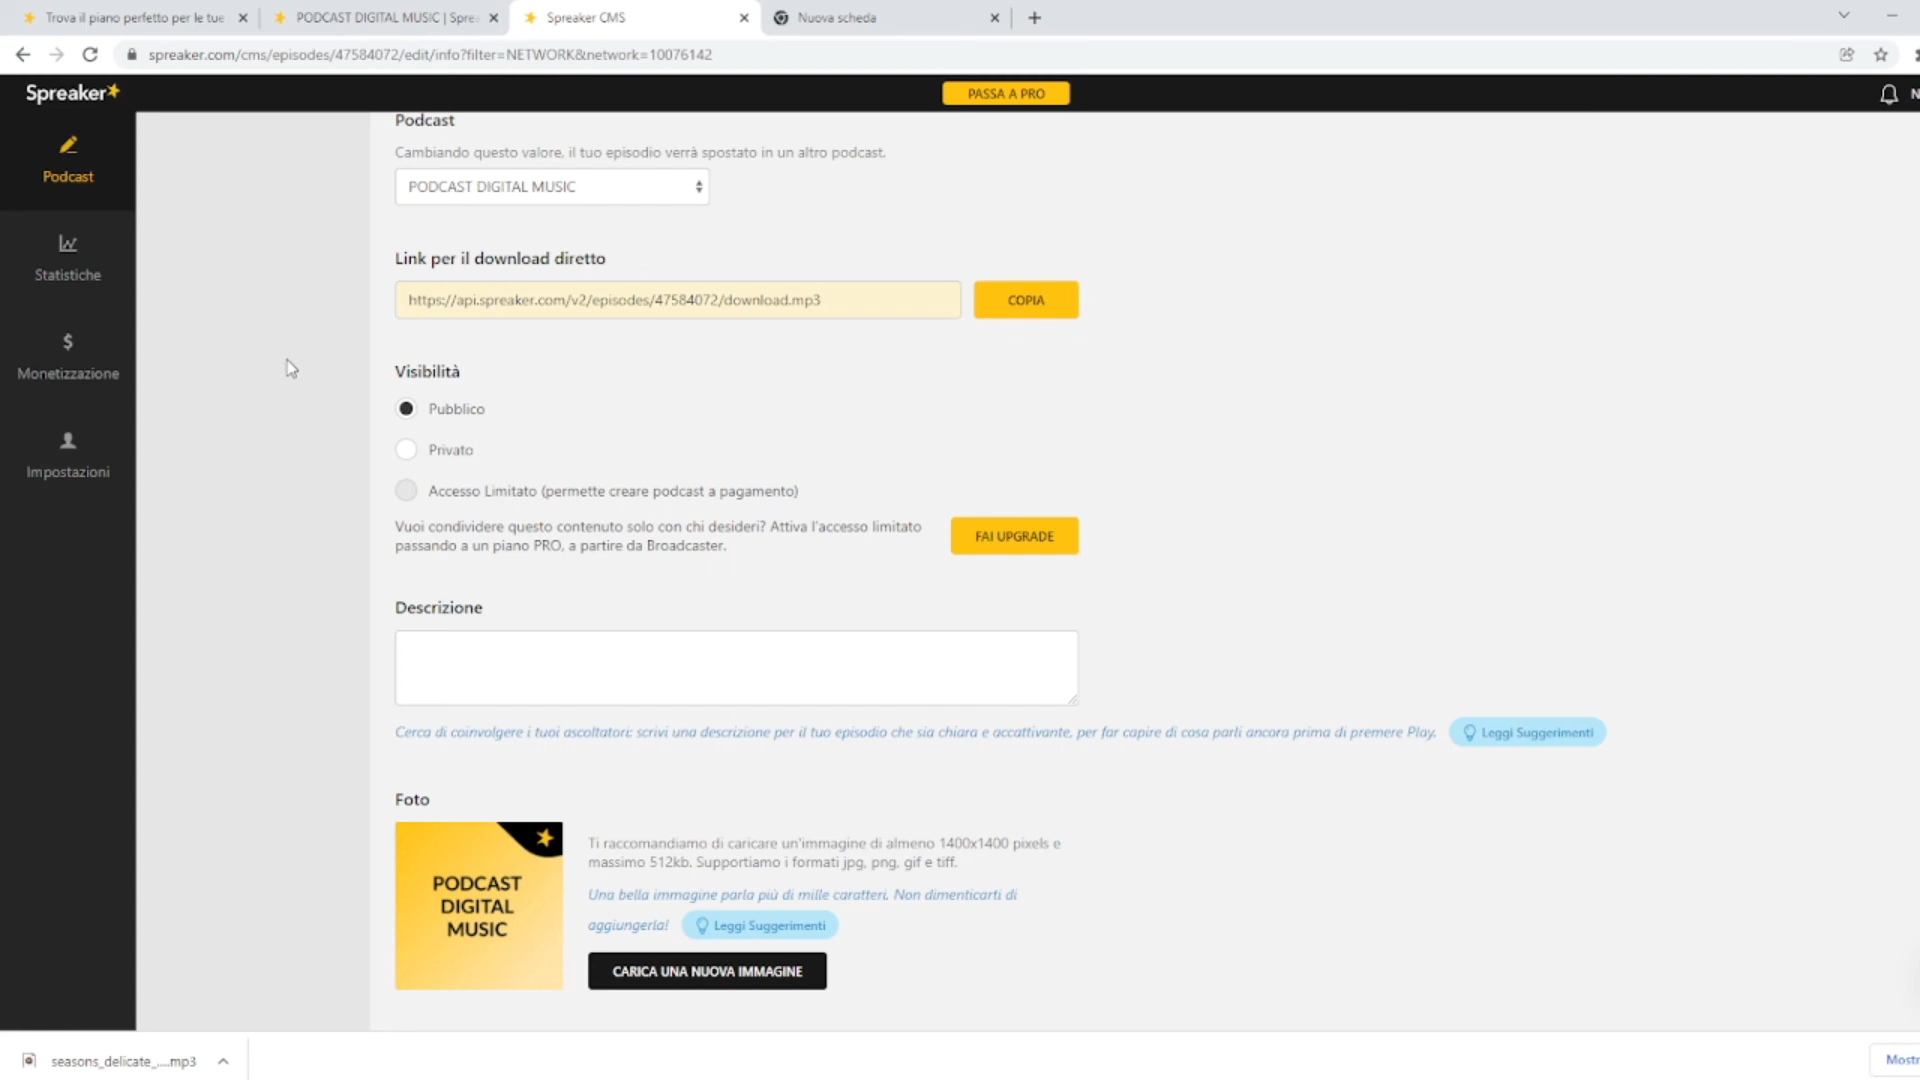 Trova il piano perfetto per le tue
PODCAST DIGITAL MUSIC | Sprea
Spreaker CMS
Nuova scheda
spreaker.com/cms/episodes/47584072/edit/info?filter=NETWORK&network=10076142
Spreaker
PASSA A PRO
N
Podcast
Statistiche
Monetizzazione
Impostazioni
Podcast
Cambiando questo valore, il tuo episodio verrà spostato in un altro podcast.
PODCAST DIGITAL MUSIC
Link per il download diretto
https://api.spreaker.com/v2/episodes/47584072/download.mp3
COPIA
Visibilità
Pubblico
Privato
Accesso Limitato (permette creare podcast a pagamento)
Vuoi condividere questo contenuto solo con chi desideri? Attiva l'accesso limitato
passando a un piano PRO, a partire da Broadcaster.
FAI UPGRADE
Descrizione
Cerca di coinvolgere i tuoi ascoltatori: scrivi una descrizione per il tuo episodio che sia chiara e accattivante, per far capire di cosa parli ancora prima di premere Play.
Leggi Suggerimenti
Foto
PODCAST
DIGITAL
MUSIC
Ti raccomandiamo di caricare un'immagine di almeno 1400x1400 pixels e
massimo 512kb. Supportiamo i formati jpg, png, gif e tiff.
Una bella immagine parla più di mille caratteri. Non dimenticarti di
aggiungerla!
Leggi Suggerimenti
CARICA UNA NUOVA IMMAGINE
seasons_delicate_....mp3
Mostr